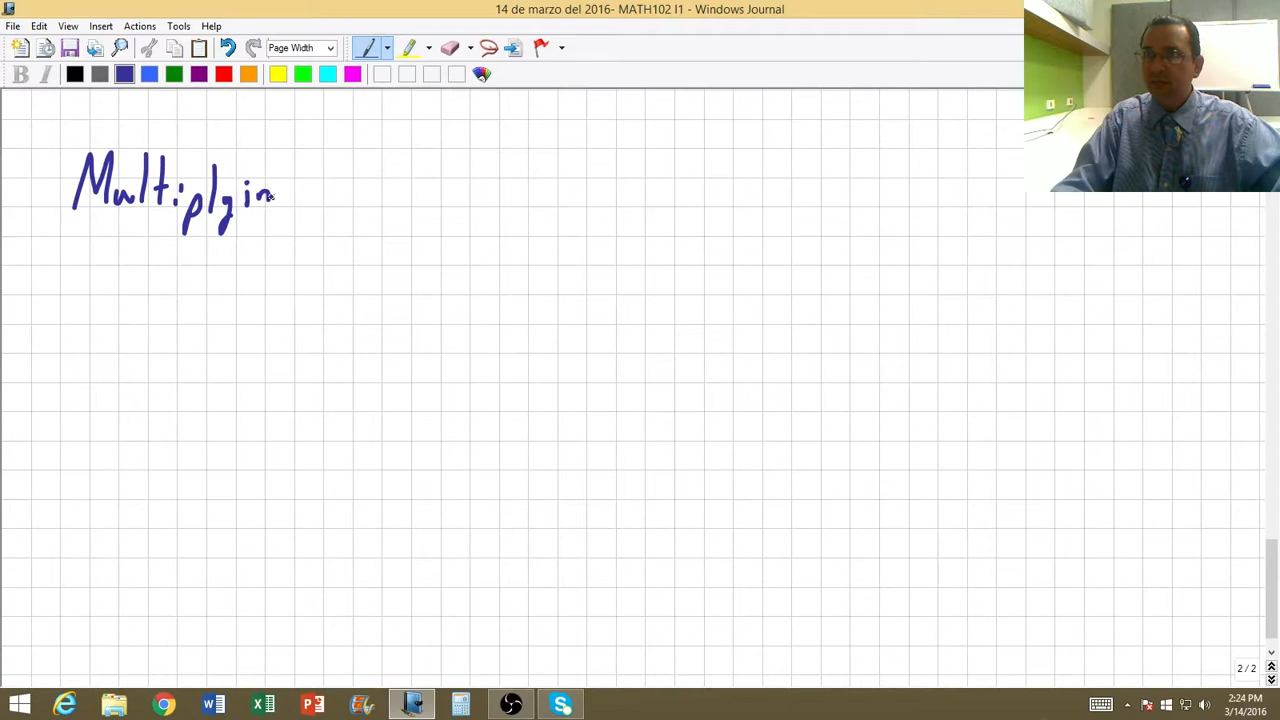 14 de marzo del 2016- MATH102 I1 - Windows Journal
File Edit View Insert Actions Tools Help
Page Width
B I
Multiplyin
2 / 2
2:24 PM
3/14/2016